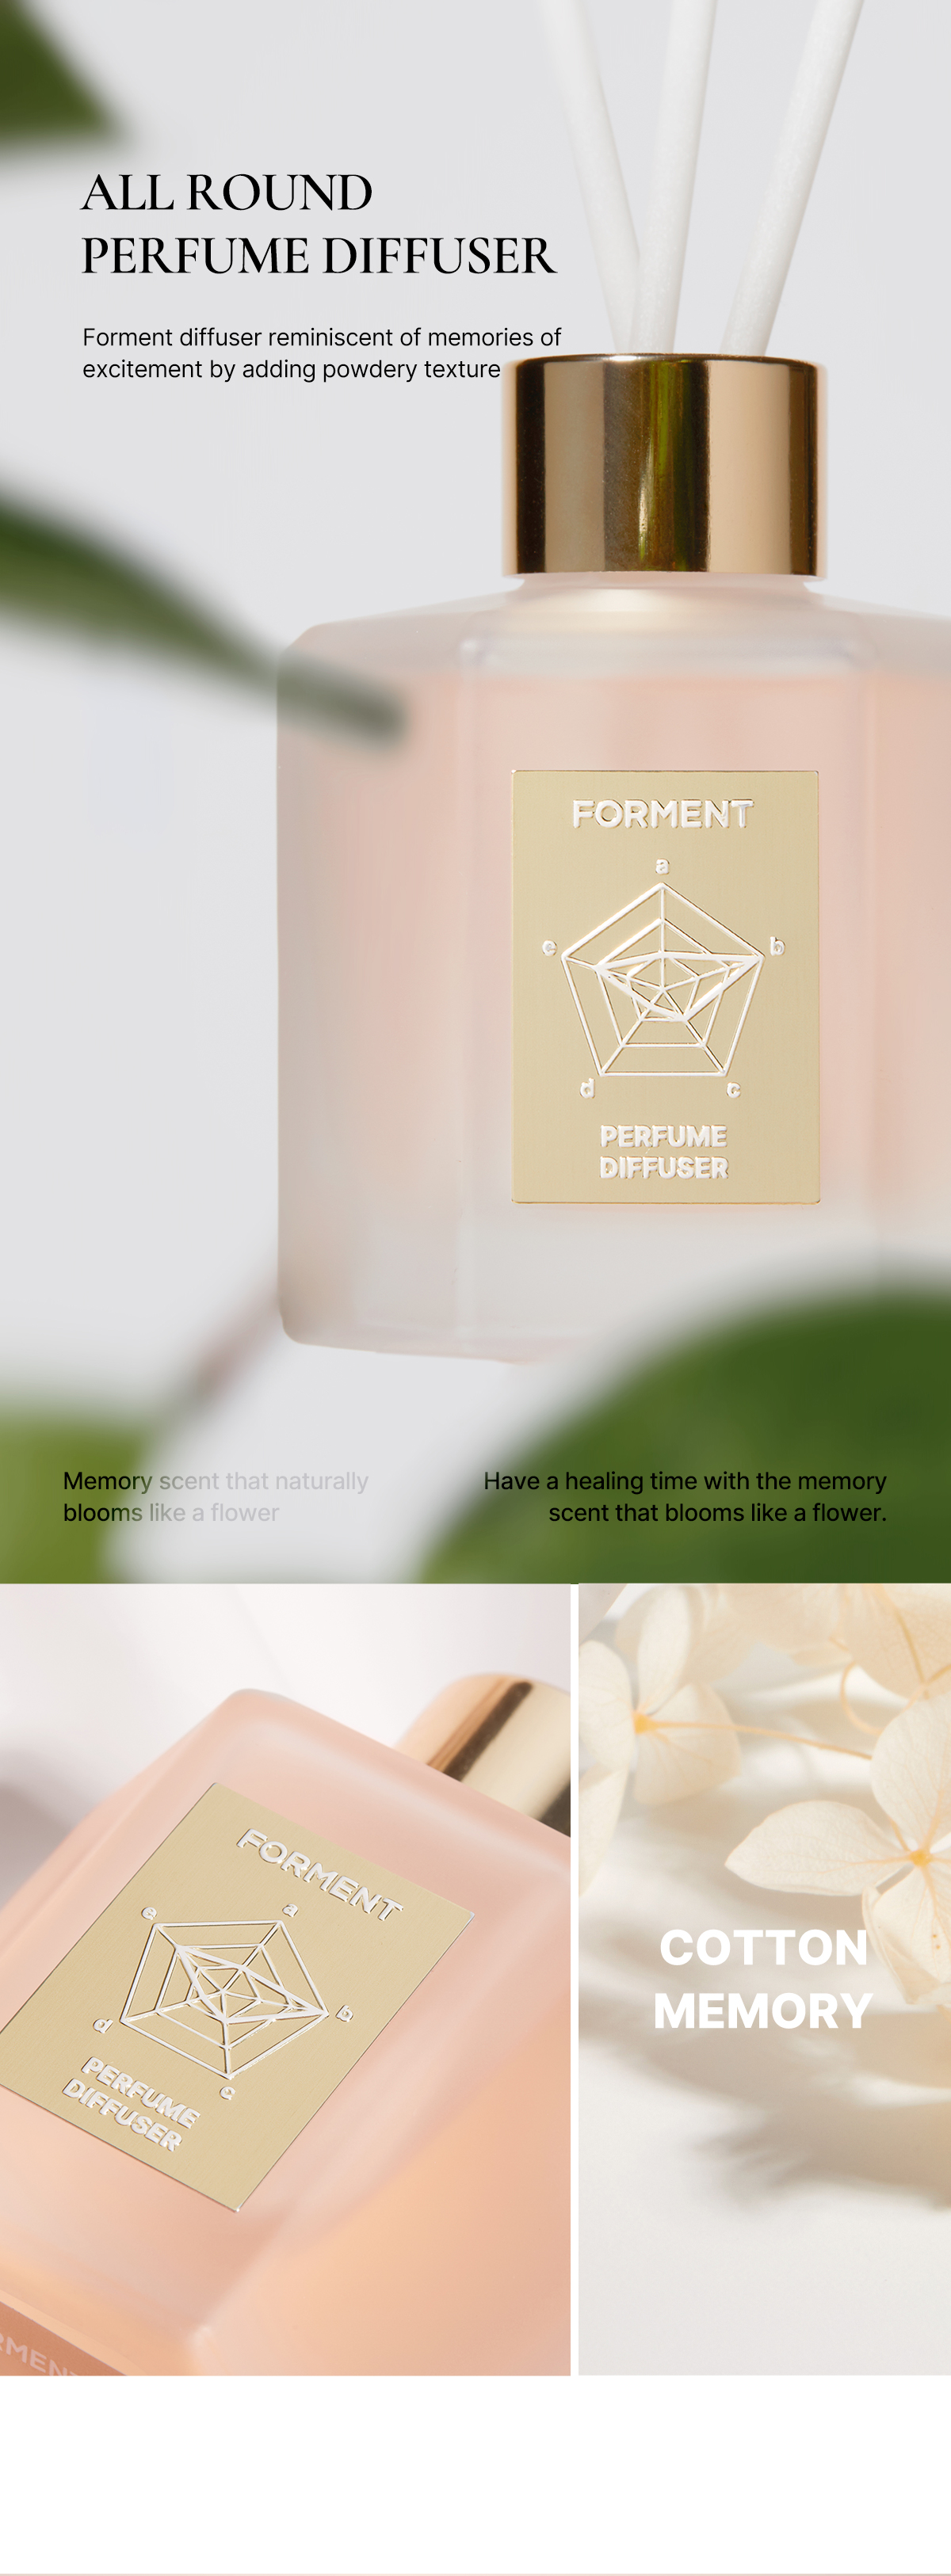 ALL ROUND
PERFUME DIFFUSER
Forment diffuser reminiscent of memories of
excitement by adding powdery texture
FORMENT
a
e
b
d
c
PERFUME
DIFFUSER
Memory scent that naturally
blooms like a flower
Have a healing time with the memory
scent that blooms like a flower.
FORMENT
e
a
d
b
c
PERFUME
DIFFUSER
COTTON
MEMORY